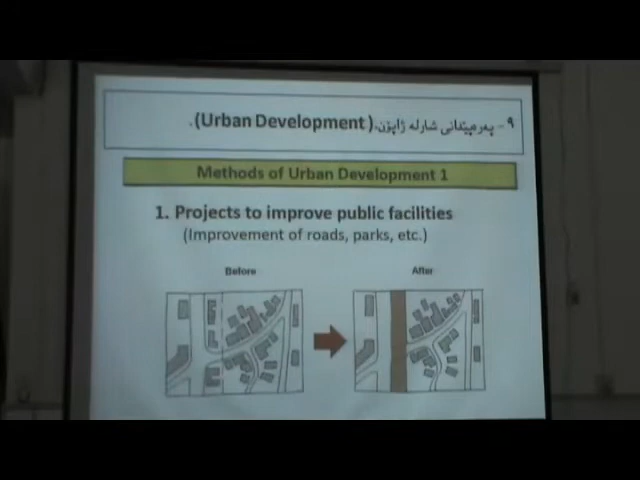 ٩- پەرەپێدانی شارلە ژاپۆن.(Urban Development).
Methods of Urban Development 1
1. Projects to improve public facilities
(Improvement of roads, parks, etc.)
Before
After